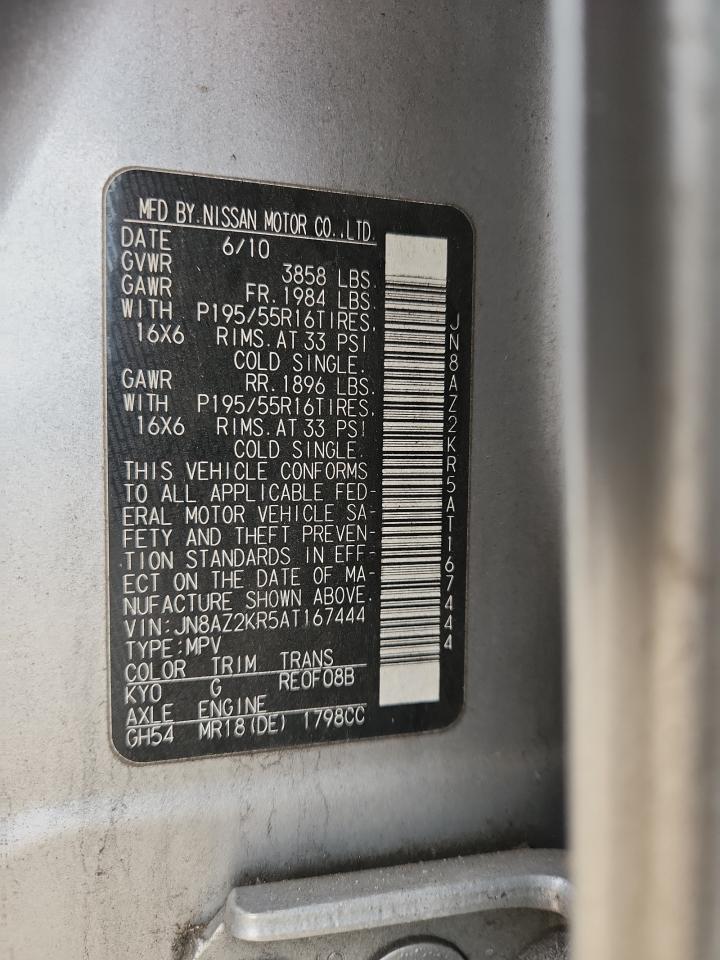 MFD BY.NISSAN MOTOR CO.,LTD.
DATE 6/10
GVWR 3858 LBS.
GAWR FR.1984 LBS.
WITH P195/55R16TIRES,
16X6 RIMS.AT 33 PSI
COLD SINGLE.
GAWR RR.1896 LBS.
WITH P195/55R16TIRES,
16X6 RIMS.AT 33 PSI
COLD SINGLE.
THIS VEHICLE CONFORMS
TO ALL APPLICABLE FED-
ERAL MOTOR VEHICLE SA-
FETY AND THEFT PREVEN-
TION STANDARDS IN EFF-
ECT ON THE DATE OF MA-
NUFACTURE SHOWN ABOVE.
VIN:JN8AZ2KR5AT167444
TYPE:MPV
COLOR TRIM TRANS
KY0 G RE0F08B
AXLE ENGINE
GH54 MR18(DE) 1798CC
JN8AZ2KR5AT167444